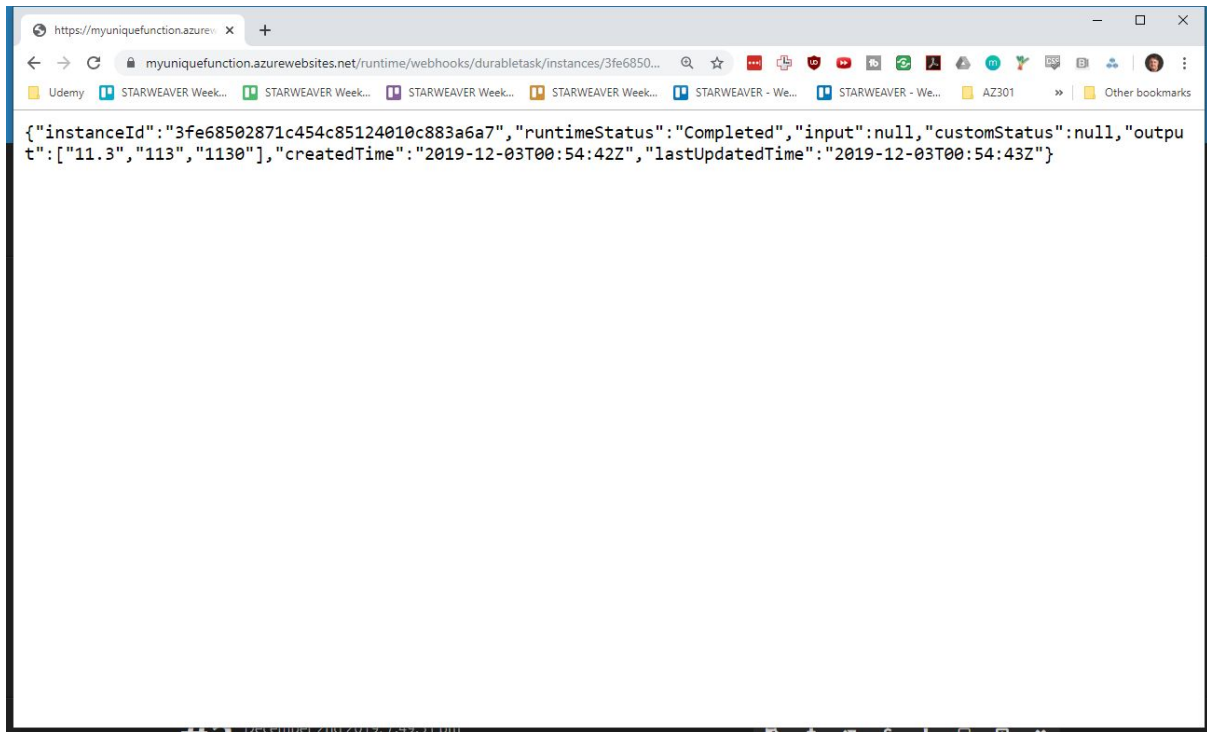 https://myuniquefunction.azurew
myuniquefunction.azurewebsites.net/runtime/webhooks/durabletask/instances/3fe6850...
Udemy STARWEAVER Week... STARWEAVER Week... STARWEAVER Week... STARWEAVER Week... STARWEAVER - We... STARWEAVER - We... AZ301 » Other bookmarks
{"instanceId":"3fe68502871c454c85124010c883a6a7","runtimeStatus":"Completed","input":null,"customStatus":null,"outpu
t":["11.3","113","1130"],"createdTime":"2019-12-03T00:54:42Z","lastUpdatedTime":"2019-12-03T00:54:43Z"}